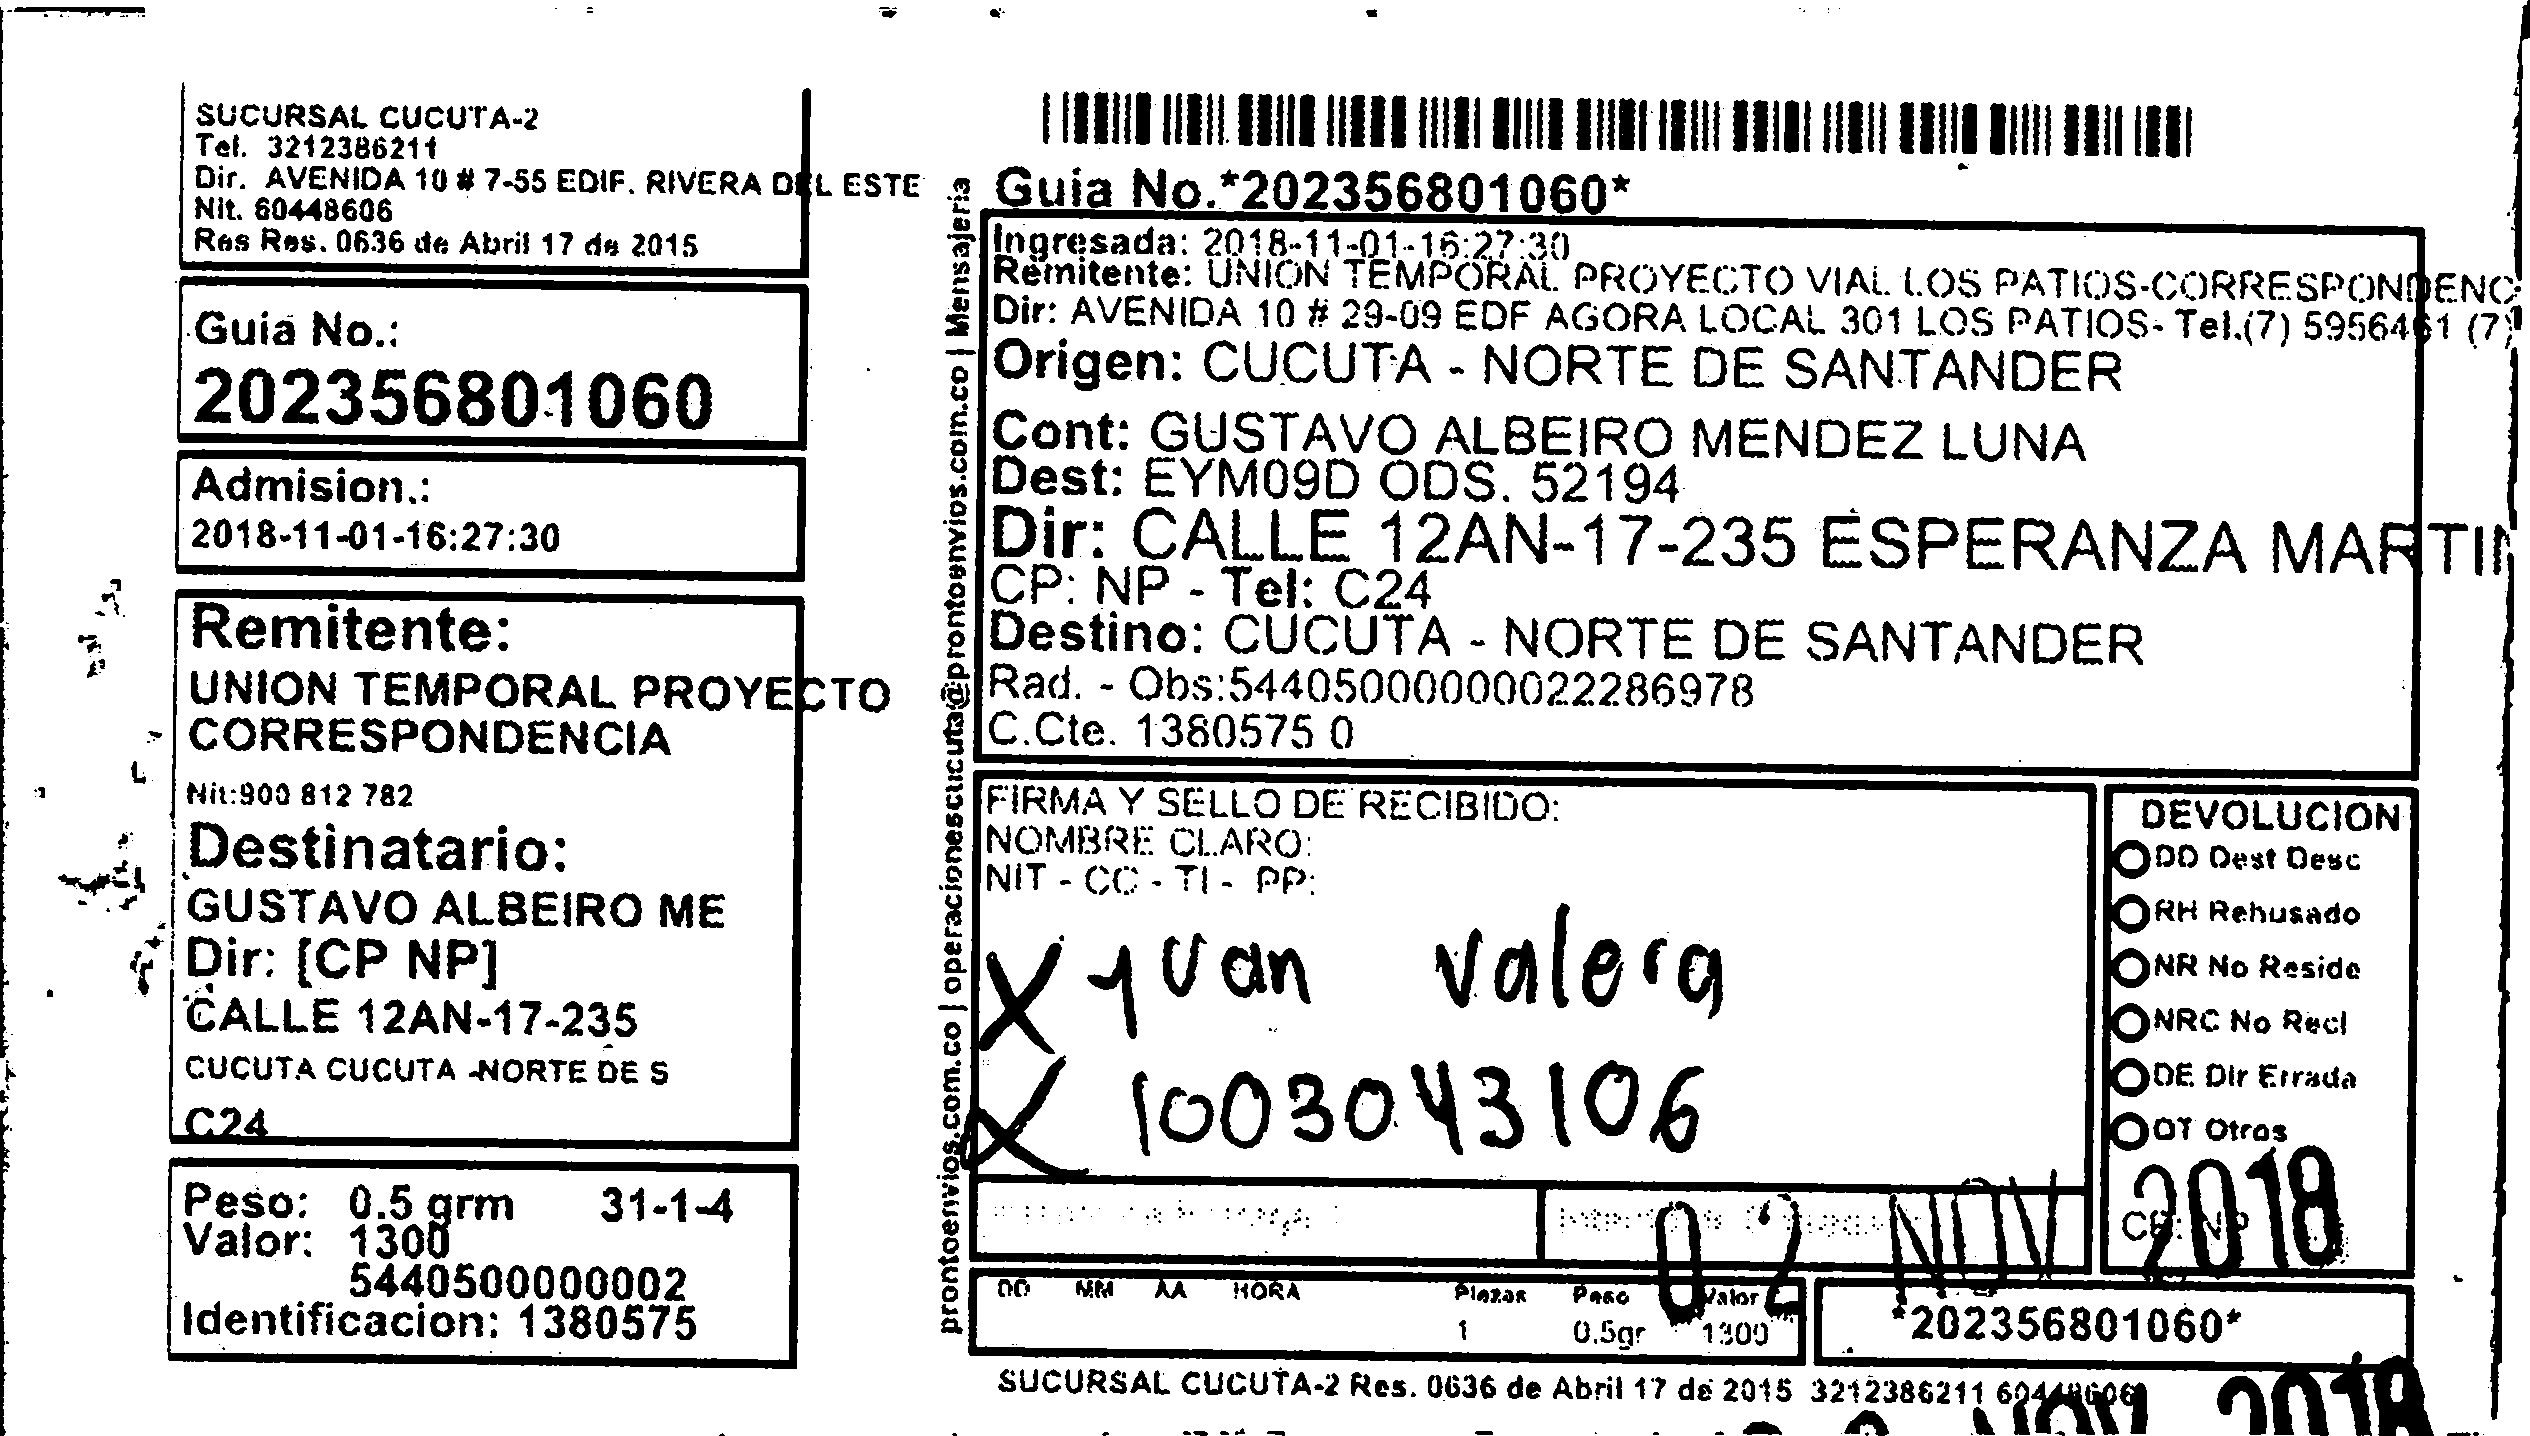 SUCURSAL CUCUTA-2
Tel. 3212386211
Dir. AVENIDA 10 # 7-55 EDIF. RIVERA DEL ESTE
Nit. 60448606
Res Res. 0636 de Abril 17 de 2015
Guia No.:
202356801060
Admision.:
2018-11-01-16:27:30
Remitente:
UNION TEMPORAL PROYECTO
CORRESPONDENCIA
Nit:900 812 782
Destinatario:
GUSTAVO ALBEIRO ME
Dir: [CP NP]
CALLE 12AN-17-235
CUCUTA CUCUTA -NORTE DE S
C24
Peso: 0.5 grm 31-1-4
Valor: 1300
5440500000002
Identificacion: 1380575
prontoenvios.com.co | operacionescticuta@prontoenvios.com.co | Mensajeria
Guia No.*202356801060*
Ingresada: 2018-11-01-16:27:30
Remitente: UNION TEMPORAL PROYECTO VIAL LOS PATIOS-CORRESPONDENC
Dir: AVENIDA 10 # 29-09 EDF AGORA LOCAL 301 LOS PATIOS- Tel.(7) 5956461 (7)
Origen: CUCUTA - NORTE DE SANTANDER
Cont: GUSTAVO ALBEIRO MENDEZ LUNA
Dest: EYM09D ODS. 52194
Dir: CALLE 12AN-17-235 ESPERANZA MARTIN
CP: NP - Tel: C24
Destino: CUCUTA - NORTE DE SANTANDER
Rad. - Obs:54405000000022286978
C.Cte. 1380575 0
FIRMA Y SELLO DE RECIBIDO:
NOMBRE CLARO:
NIT - CC - TI - PP:
X Juan Valera
X 1003043106
DEVOLUCION
DD Dest Desc
RH Rehusado
NR No Reside
NRC No Recl
DE Dir Errada
OT Otros
CP: NP
02 NOV 2018
DD MM AA HORA Piezas Peso Valor
1 0.5gr 1300
*202356801060*
SUCURSAL CUCUTA-2 Res. 0636 de Abril 17 de 2015 3212386211 60448606
NOV 2018